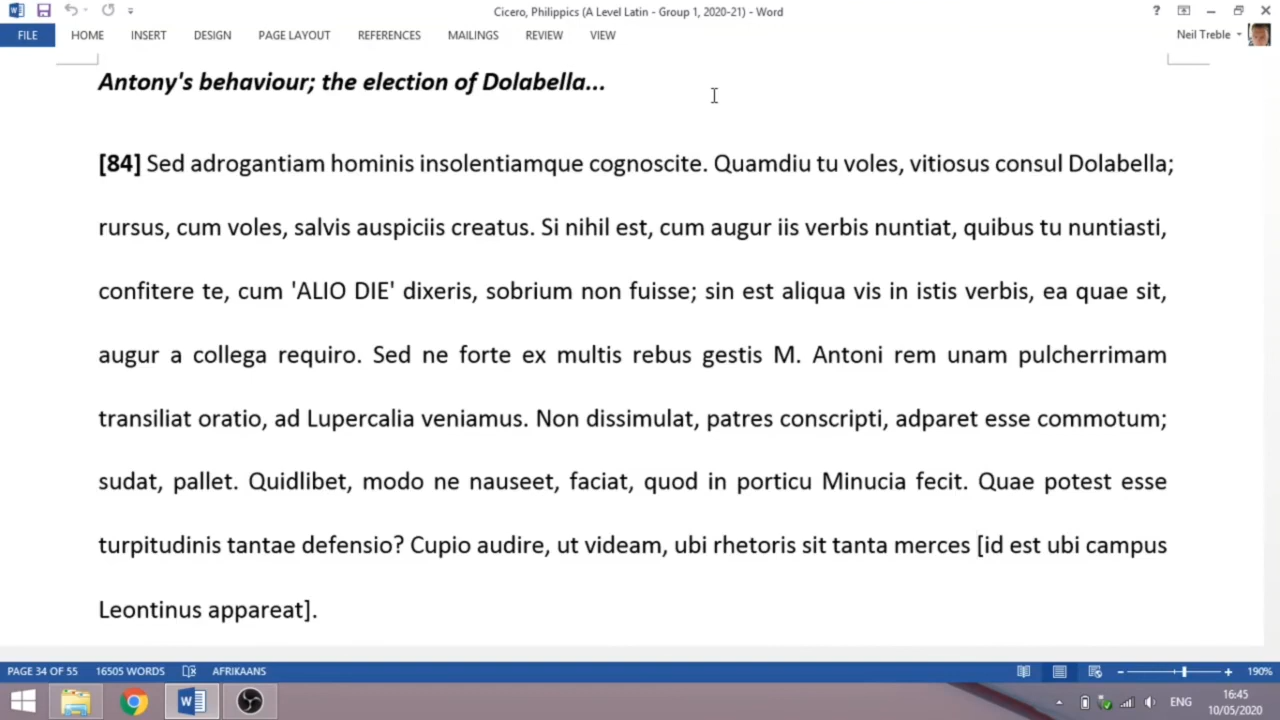 Cicero, Philippics (A Level Latin - Group 1, 2020-21) - Word
?
FILE HOME INSERT DESIGN PAGE LAYOUT REFERENCES MAILINGS REVIEW VIEW Neil Treble
Antony's behaviour; the election of Dolabella...
[84] Sed adrogantiam hominis insolentiamque cognoscite. Quamdiu tu voles, vitiosus consul Dolabella;
rursus, cum voles, salvis auspiciis creatus. Si nihil est, cum augur iis verbis nuntiat, quibus tu nuntiasti,
confitere te, cum 'ALIO DIE' dixeris, sobrium non fuisse; sin est aliqua vis in istis verbis, ea quae sit,
augur a collega requiro. Sed ne forte ex multis rebus gestis M. Antoni rem unam pulcherrimam
transiliat oratio, ad Lupercalia veniamus. Non dissimulat, patres conscripti, adparet esse commotum;
sudat, pallet. Quidlibet, modo ne nauseet, faciat, quod in porticu Minucia fecit. Quae potest esse
turpitudinis tantae defensio? Cupio audire, ut videam, ubi rhetoris sit tanta merces [id est ubi campus
Leontinus appareat].
PAGE 34 OF 55 16505 WORDS AFRIKAANS 190%
ENG 16:45
10/05/2020